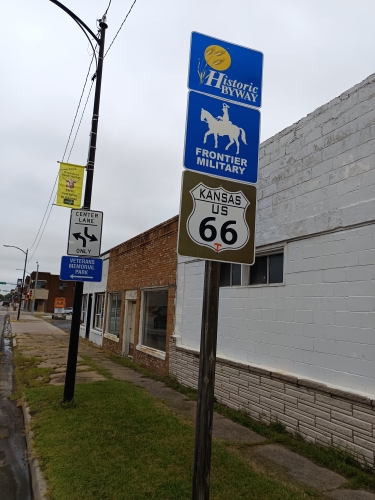 Historic
BYWAY
FRONTIER
MILITARY
KANSAS
US
66
CENTER
LANE
ONLY
VETERANS
MEMORIAL
PARK